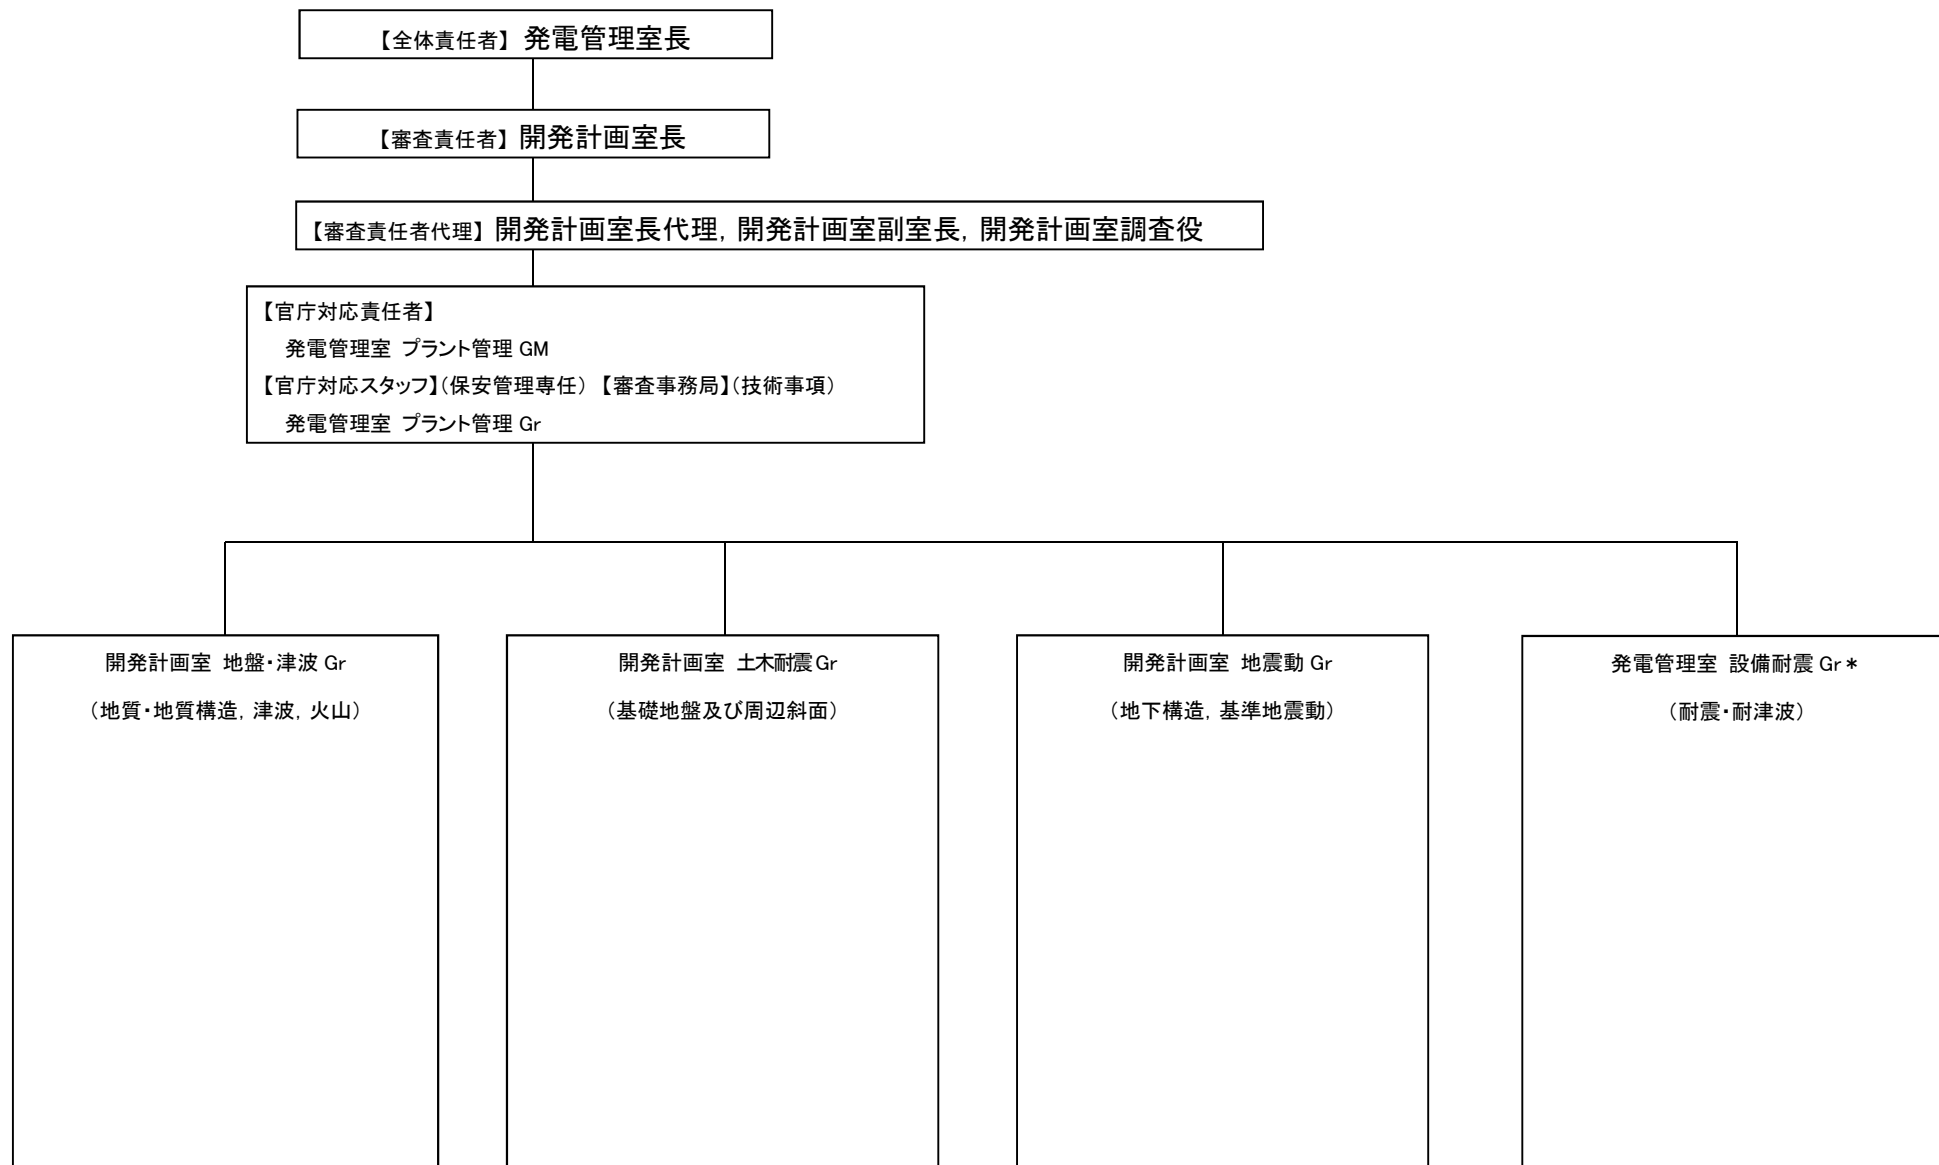 【全体責任者】 発電管理室長
【審査責任者】 開発計画室長
【審査責任者代理】 開発計画室長代理, 開発計画室副室長, 開発計画室調査役
【官庁対応責任者】
発電管理室 プラント管理 GM
【官庁対応スタッフ】(保安管理専任) 【審査事務局】(技術事項)
発電管理室 プラント管理 Gr
開発計画室 地盤・津波 Gr
(地質・地質構造, 津波, 火山)
開発計画室 土木耐震 Gr
(基礎地盤及び周辺斜面)
開発計画室 地震動 Gr
(地下構造, 基準地震動)
発電管理室 設備耐震 Gr *
(耐震・耐津波)